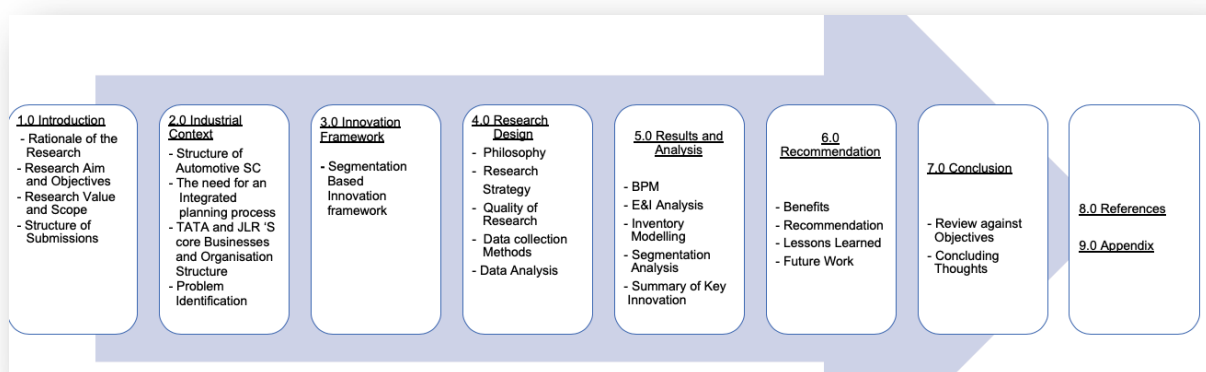 1.0 Introduction
- Rationale of the
Research
- Research Aim
and Objectives
- Research Value
and Scope
- Structure of
Submissions
2.0 Industrial
Context
- Structure of
Automotive SC
- The need for an
Integrated
planning process
- TATA and JLR ‘S
core Businesses
and Organisation
Structure
- Problem
Identification
3.0 Innovation
Framework
- Segmentation
Based
Innovation
framework
4.0 Research
Design
- Philosophy
- Research
Strategy
- Quality of
Research
- Data collection
Methods
- Data Analysis
5.0 Results and
Analysis
- BPM
- E&I Analysis
- Inventory
Modelling
- Segmentation
Analysis
- Summary of Key
Innovation
6.0
Recommendation
- Benefits
- Recommendation
- Lessons Learned
- Future Work
7.0 Conclusion
- Review against
Objectives
- Concluding
Thoughts
8.0 References
9.0 Appendix